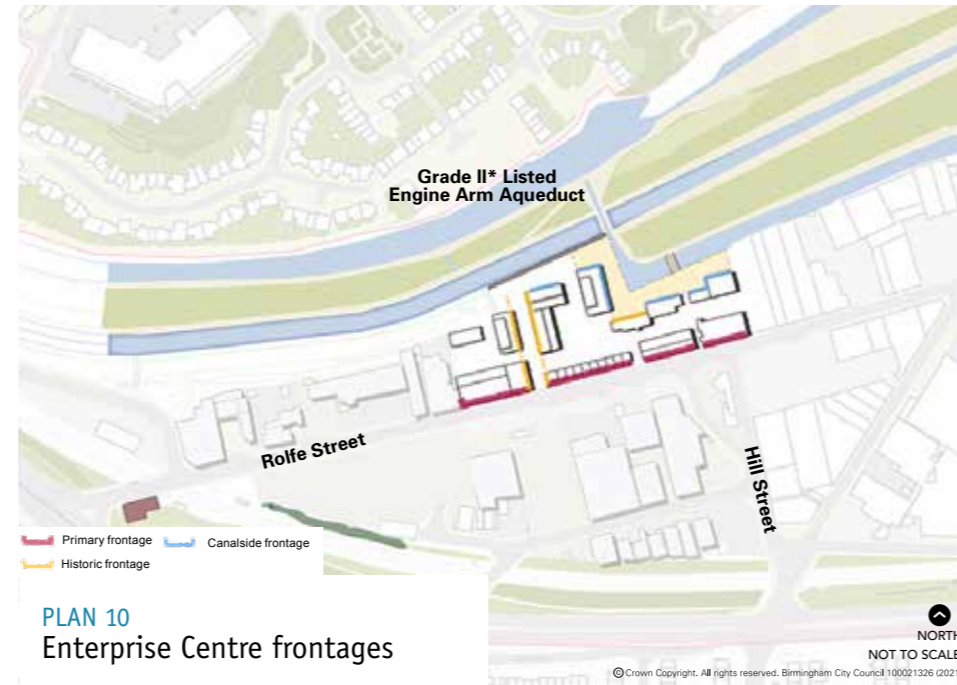 Grade II* Listed
Engine Arm Aqueduct
Rolfe Street
Hill Street
Primary frontage
Canalside frontage
Historic frontage
PLAN 10
Enterprise Centre frontages
NORTH
NOT TO SCALE
©Crown Copyright. All rights reserved. Birmingham City Council 100021326 (2021